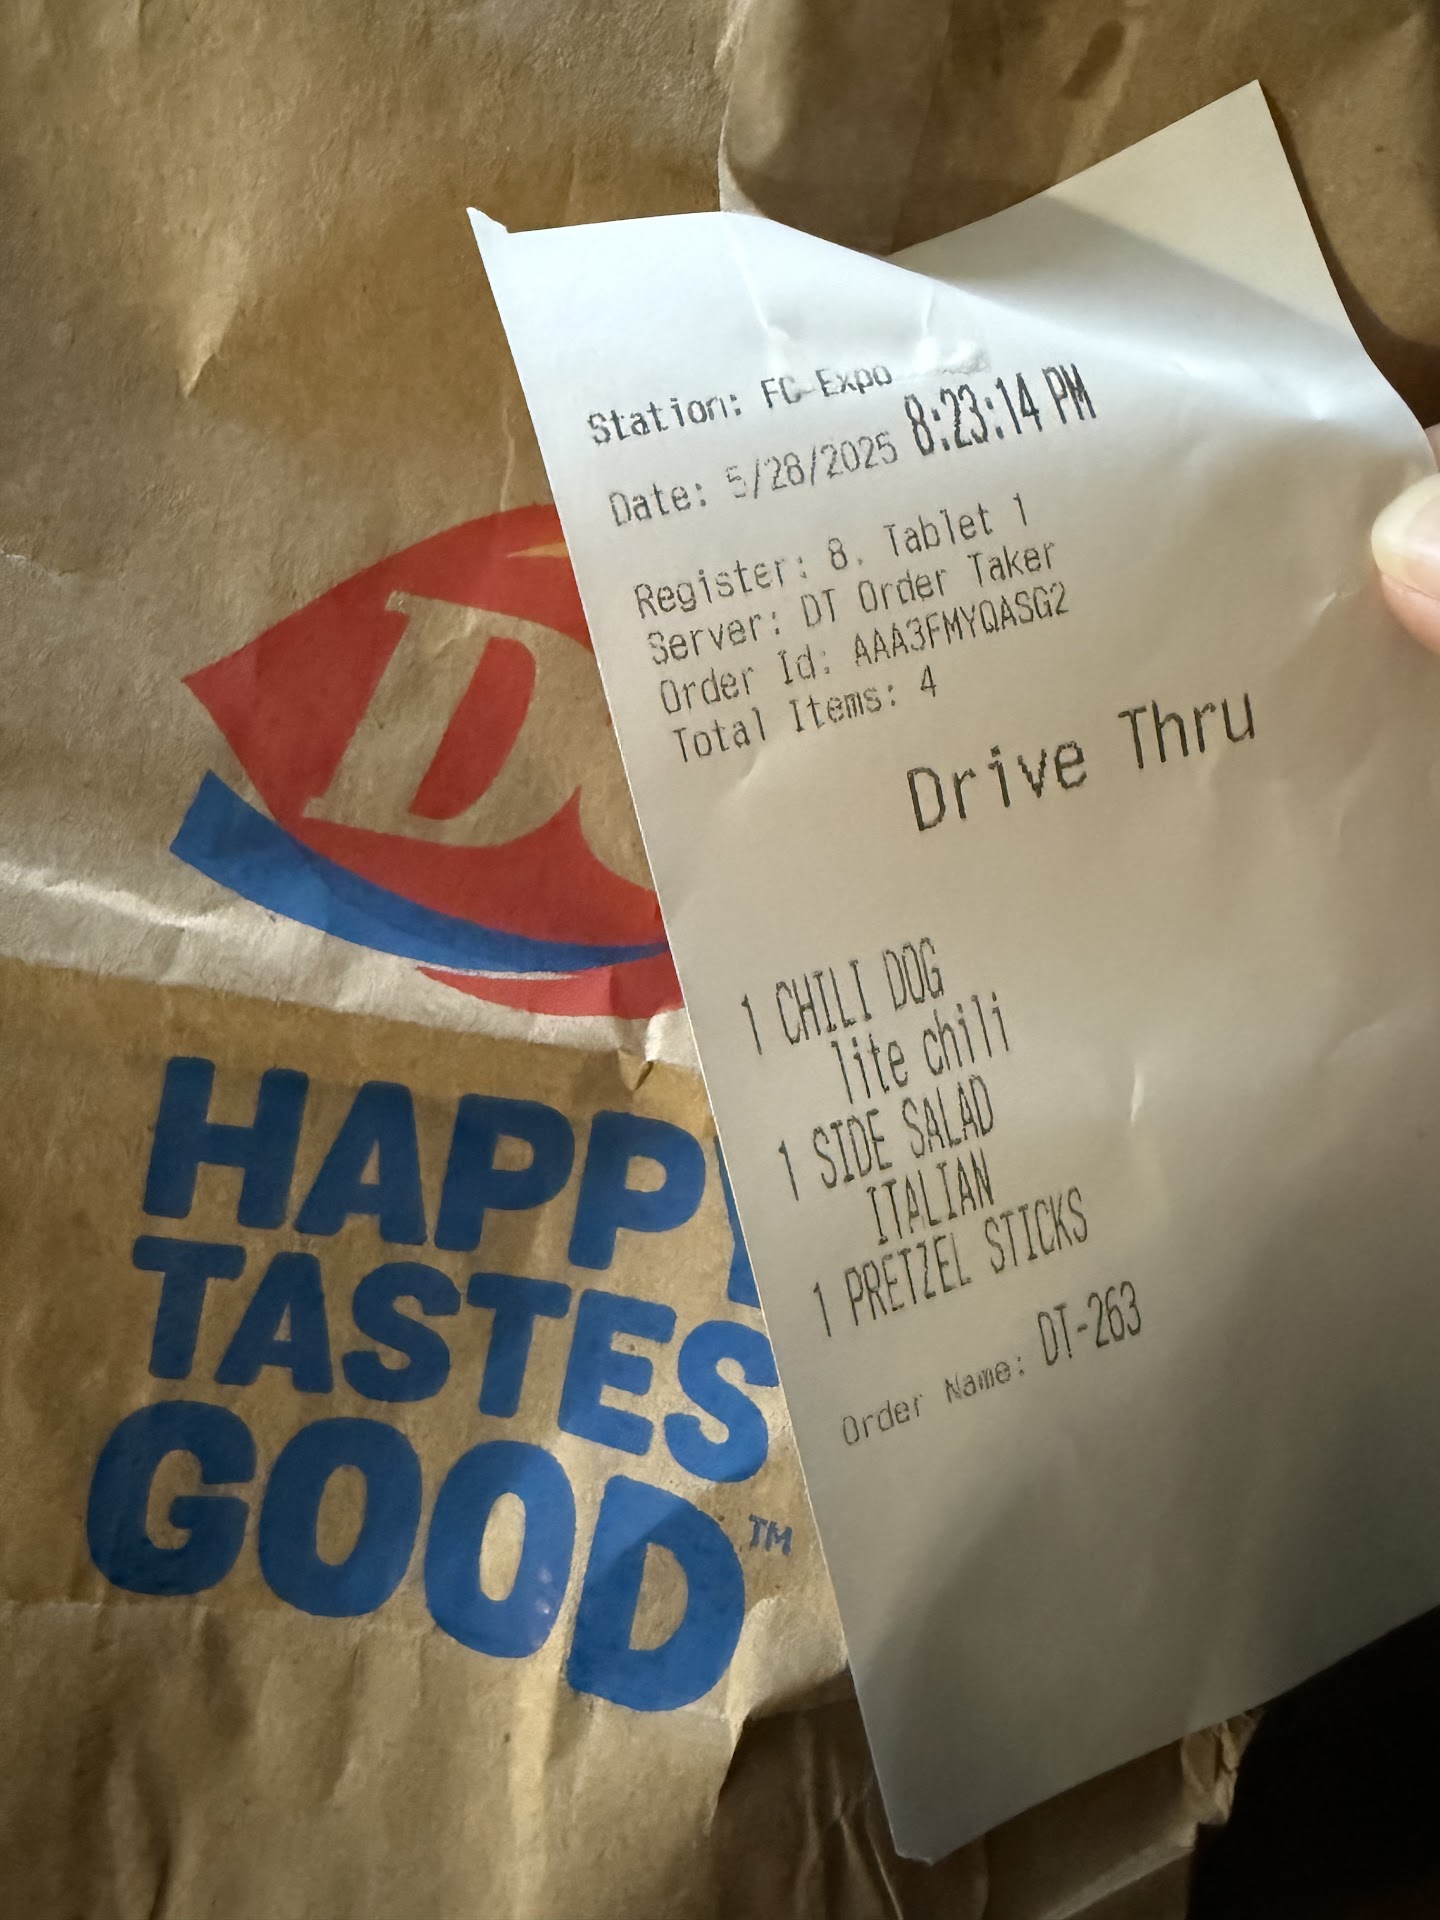 Station: FC Expo
Date: 5/28/2025 8:23:14 PM
Register: 8. Tablet 1
Server: DT Order Taker
Order Id: AAA3FMYQASG2
Total Items: 4
Drive Thru
1 CHILI DOG
lite chili
1 SIDE SALAD
ITALIAN
1 PRETZEL STICKS
Order Name: DT-263
D
HAPPY
TASTES
GOOD™